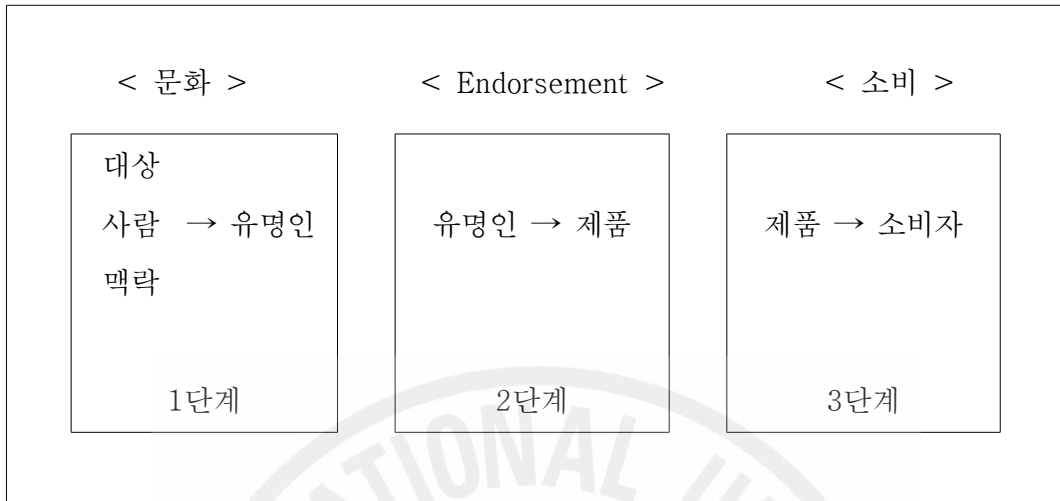 < 문화 > < Endorsement > < 소비 >
대상
사람 → 유명인 유명인 → 제품 제품 → 소비자
맥락
1단계 2단계 3단계
TIONAL U